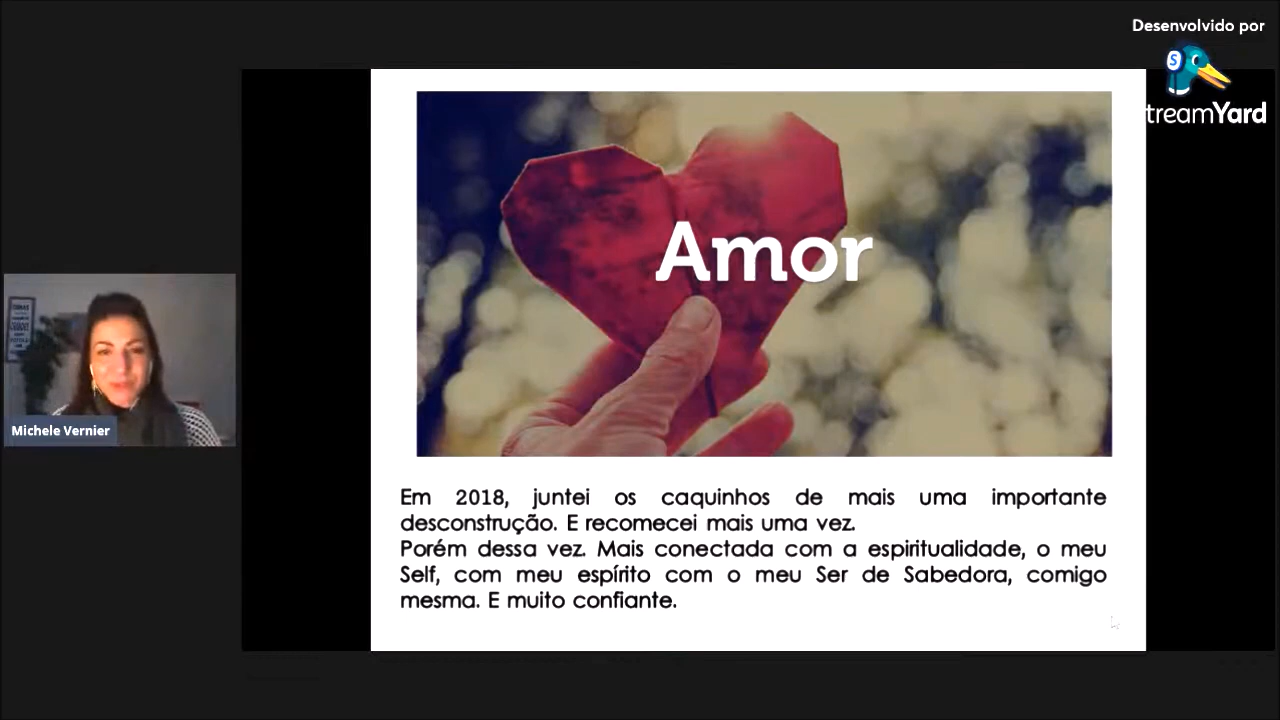 Desenvolvido por
S
treamYard
Amor
Michele Vernier
Em 2018, juntei os caquinhos de mais uma importante
desconstrução. E recomecei mais uma vez.
Porém dessa vez. Mais conectada com a espiritualidade, o meu
Self, com meu espírito com o meu Ser de Sabedora, comigo
mesma. E muito confiante.